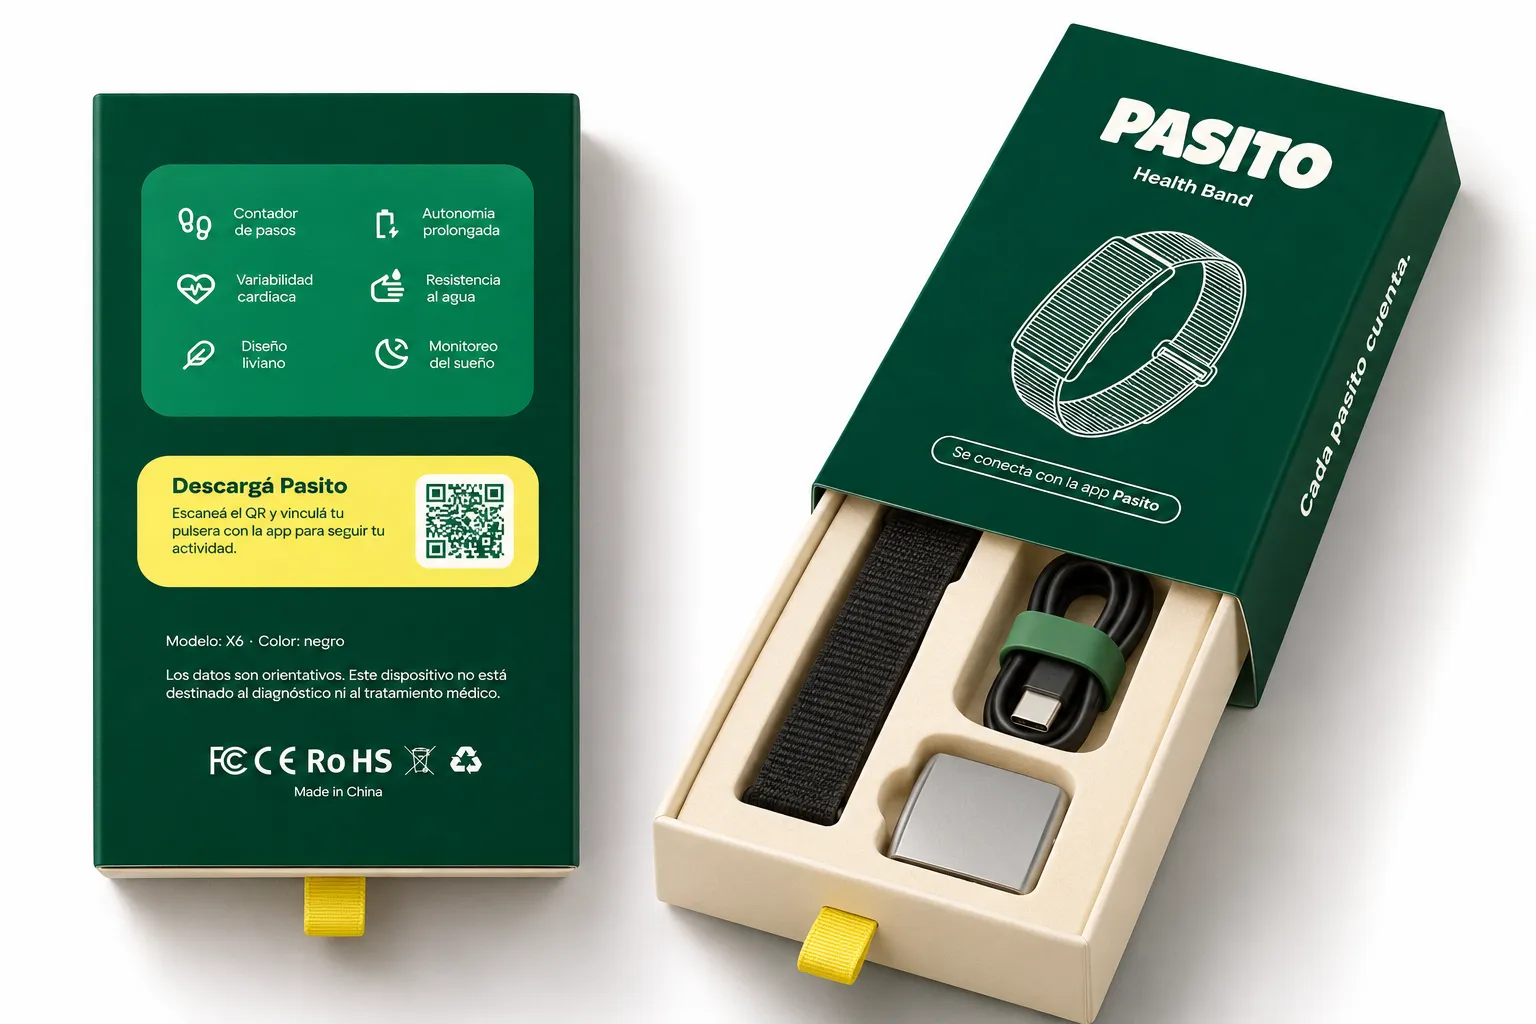 Contador
de pasos
Autonomia
prolongada
Variabilidad
cardiaca
Resistencia
al agua
Diseño
liviano
Monitoreo
del sueño
Descargá Pasito
Escaneá el QR y vinculá tu
pulsera con la app para seguir tu
actividad.
Modelo: X6 · Color: negro
Los datos son orientativos. Este dispositivo no está
destinado al diagnóstico ni al tratamiento médico.
FC CE RoHS
Made in China
PASITO
Health Band
Se conecta con la app Pasito
Cada pasito cuenta.